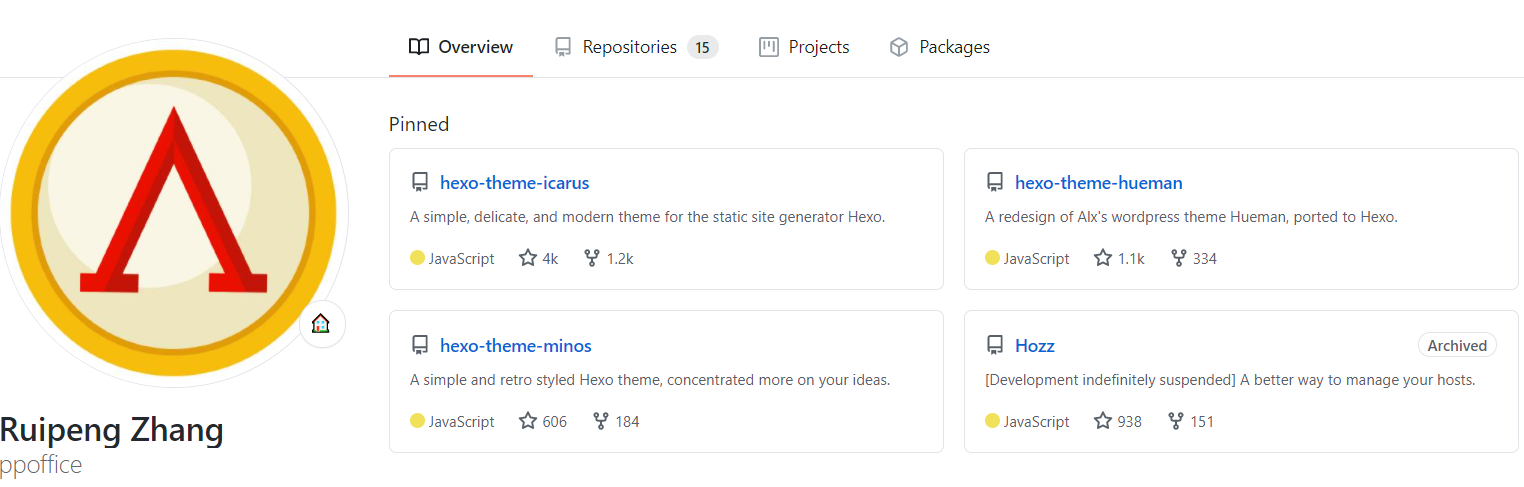 Overview Repositories 15 Projects Packages
Pinned
hexo-theme-icarus
A simple, delicate, and modern theme for the static site generator Hexo.
JavaScript 4k 1.2k
hexo-theme-hueman
A redesign of Alx's wordpress theme Hueman, ported to Hexo.
JavaScript 1.1k 334
hexo-theme-minos
A simple and retro styled Hexo theme, concentrated more on your ideas.
JavaScript 606 184
Hozz Archived
[Development indefinitely suspended] A better way to manage your hosts.
JavaScript 938 151
Ruipeng Zhang
ppoffice